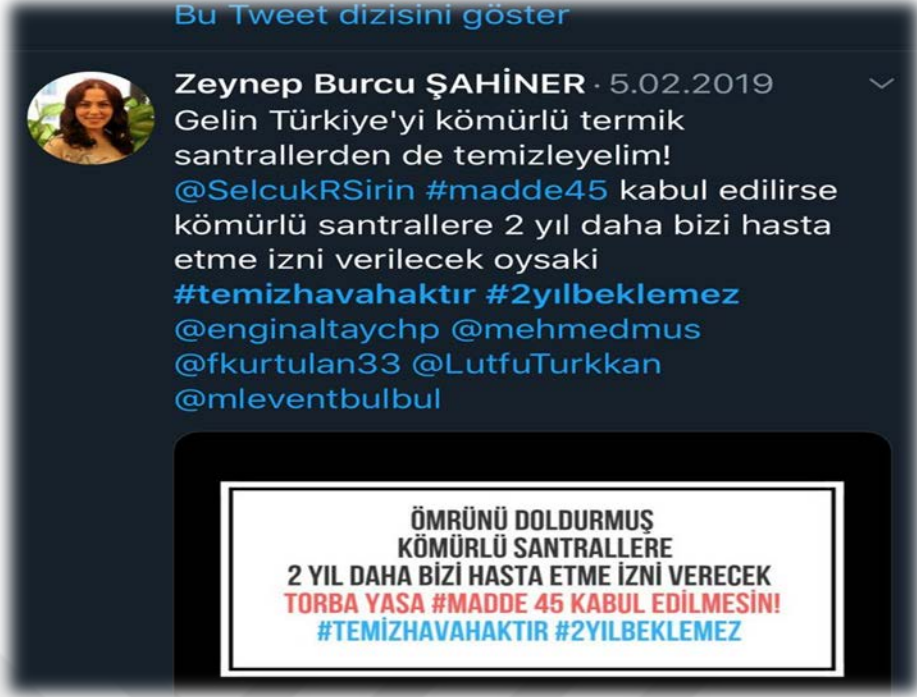 Bu Tweet dizisini göster
Zeynep Burcu ŞAHİNER · 5.02.2019
Gelin Türkiye'yi kömürlü termik
santrallerden de temizleyelim!
@SelcukRSirin #madde45 kabul edilirse
kömürlü santrallere 2 yıl daha bizi hasta
etme izni verilecek oysaki
#temizhavahaktır #2yılbeklemez
@enginaltaychp @mehmedmus
@fkurtulan33 @LutfuTurkkan
@mleventbulbul
ÖMRÜNÜ DOLDURMUŞ
KÖMÜRLÜ SANTRALLERE
2 YIL DAHA BİZİ HASTA ETME İZNİ VERECEK
TORBA YASA #MADDE 45 KABUL EDİLMESİN!
#TEMİZHAVAHAKTIR #2YILBEKLEMEZ